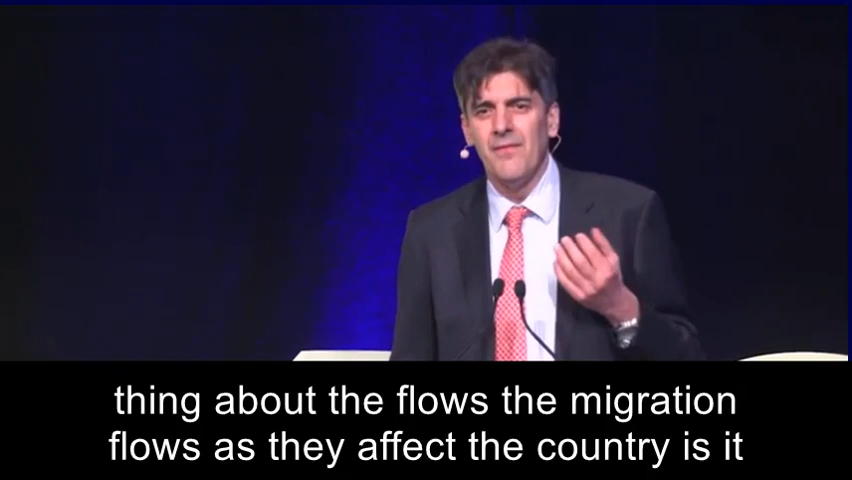 thing about the flows the migration
flows as they affect the country is it